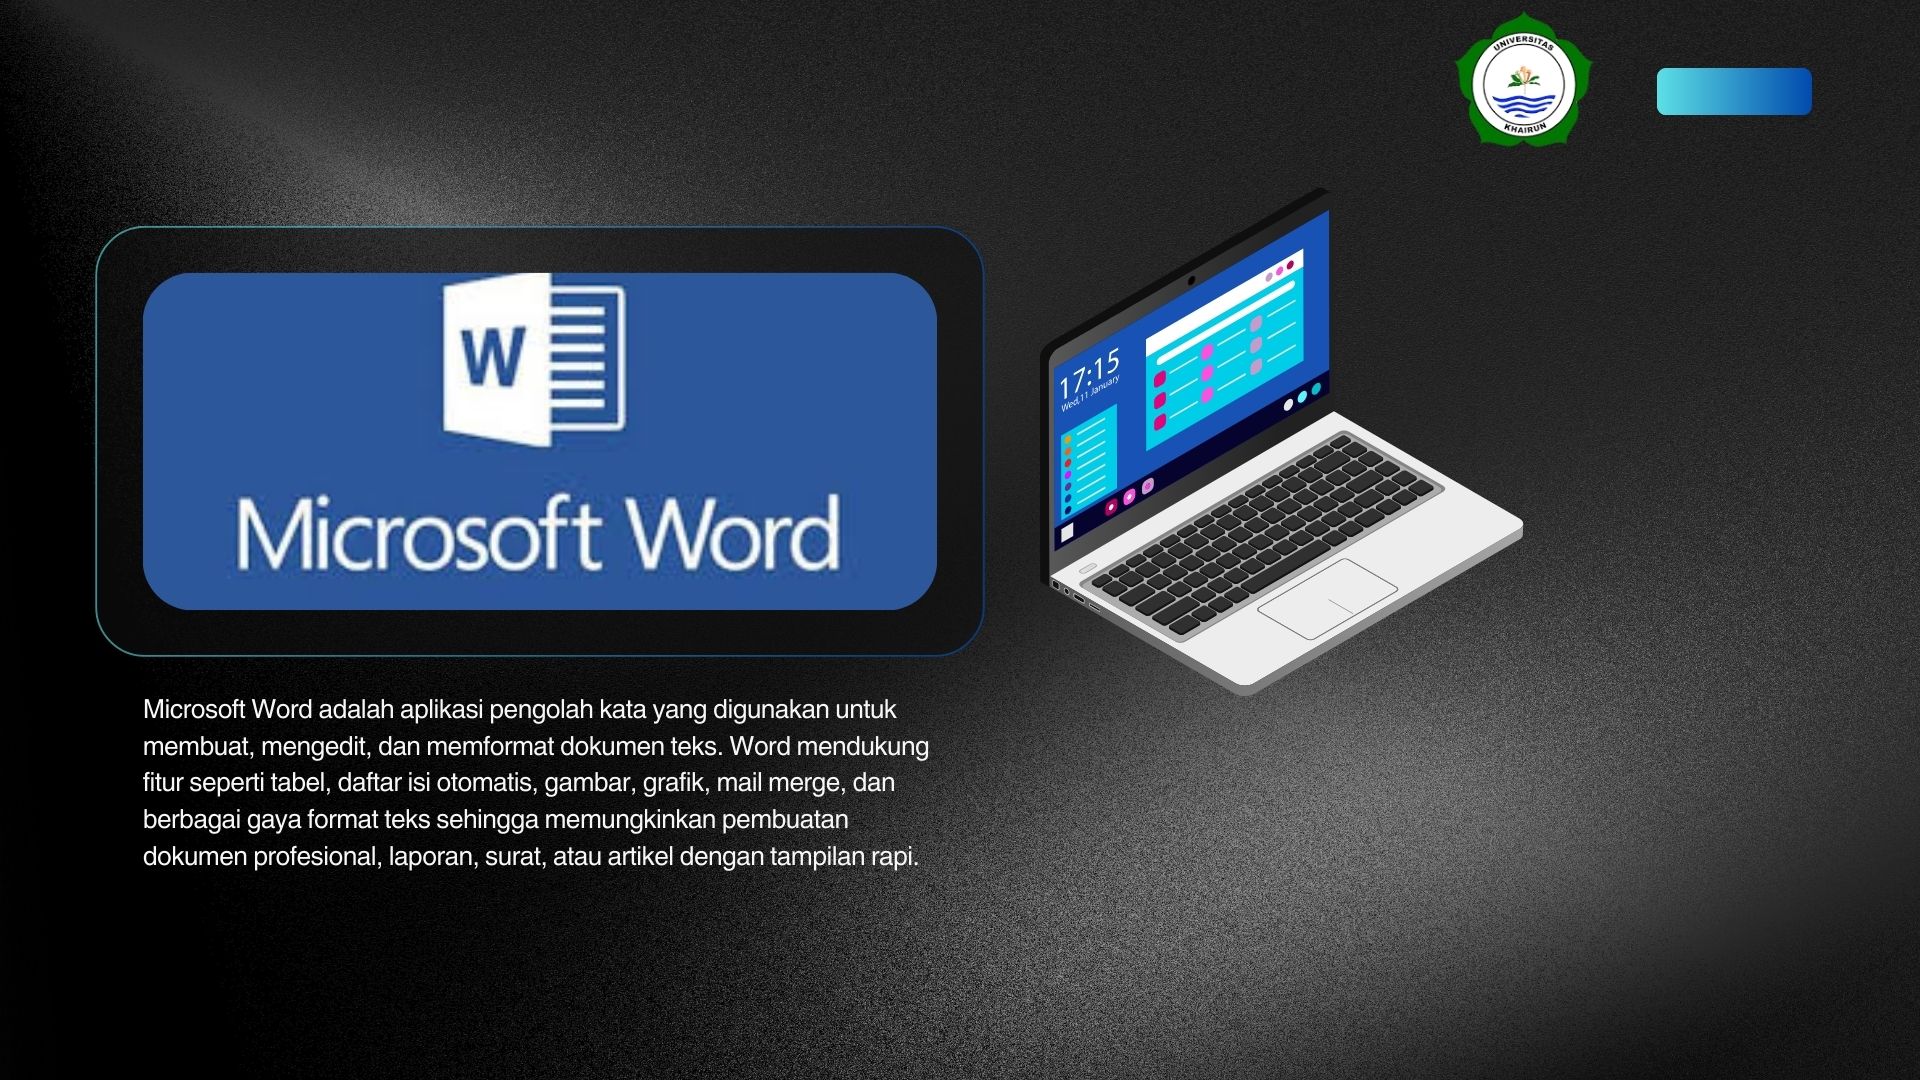 UNIVERSITAS
KHAIRUN
W
Microsoft Word
17:15
Wed,11 January
Microsoft Word adalah aplikasi pengolah kata yang digunakan untuk
membuat, mengedit, dan memformat dokumen teks. Word mendukung
fitur seperti tabel, daftar isi otomatis, gambar, grafik, mail merge, dan
berbagai gaya format teks sehingga memungkinkan pembuatan
dokumen profesional, laporan, surat, atau artikel dengan tampilan rapi.